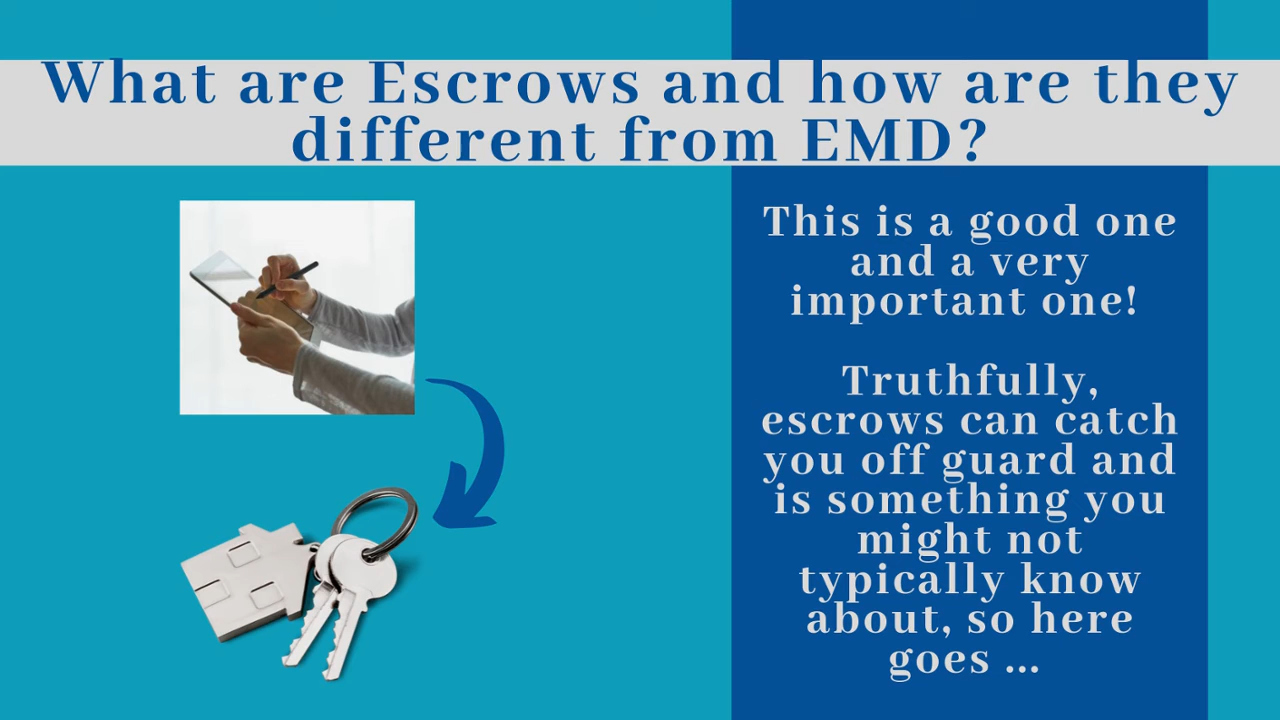 What are Escrows and how are they
different from EMD?
This is a good one
and a very
important one!
Truthfully,
escrows can catch
you off guard and
is something you
might not
typically know
about, so here
goes ...